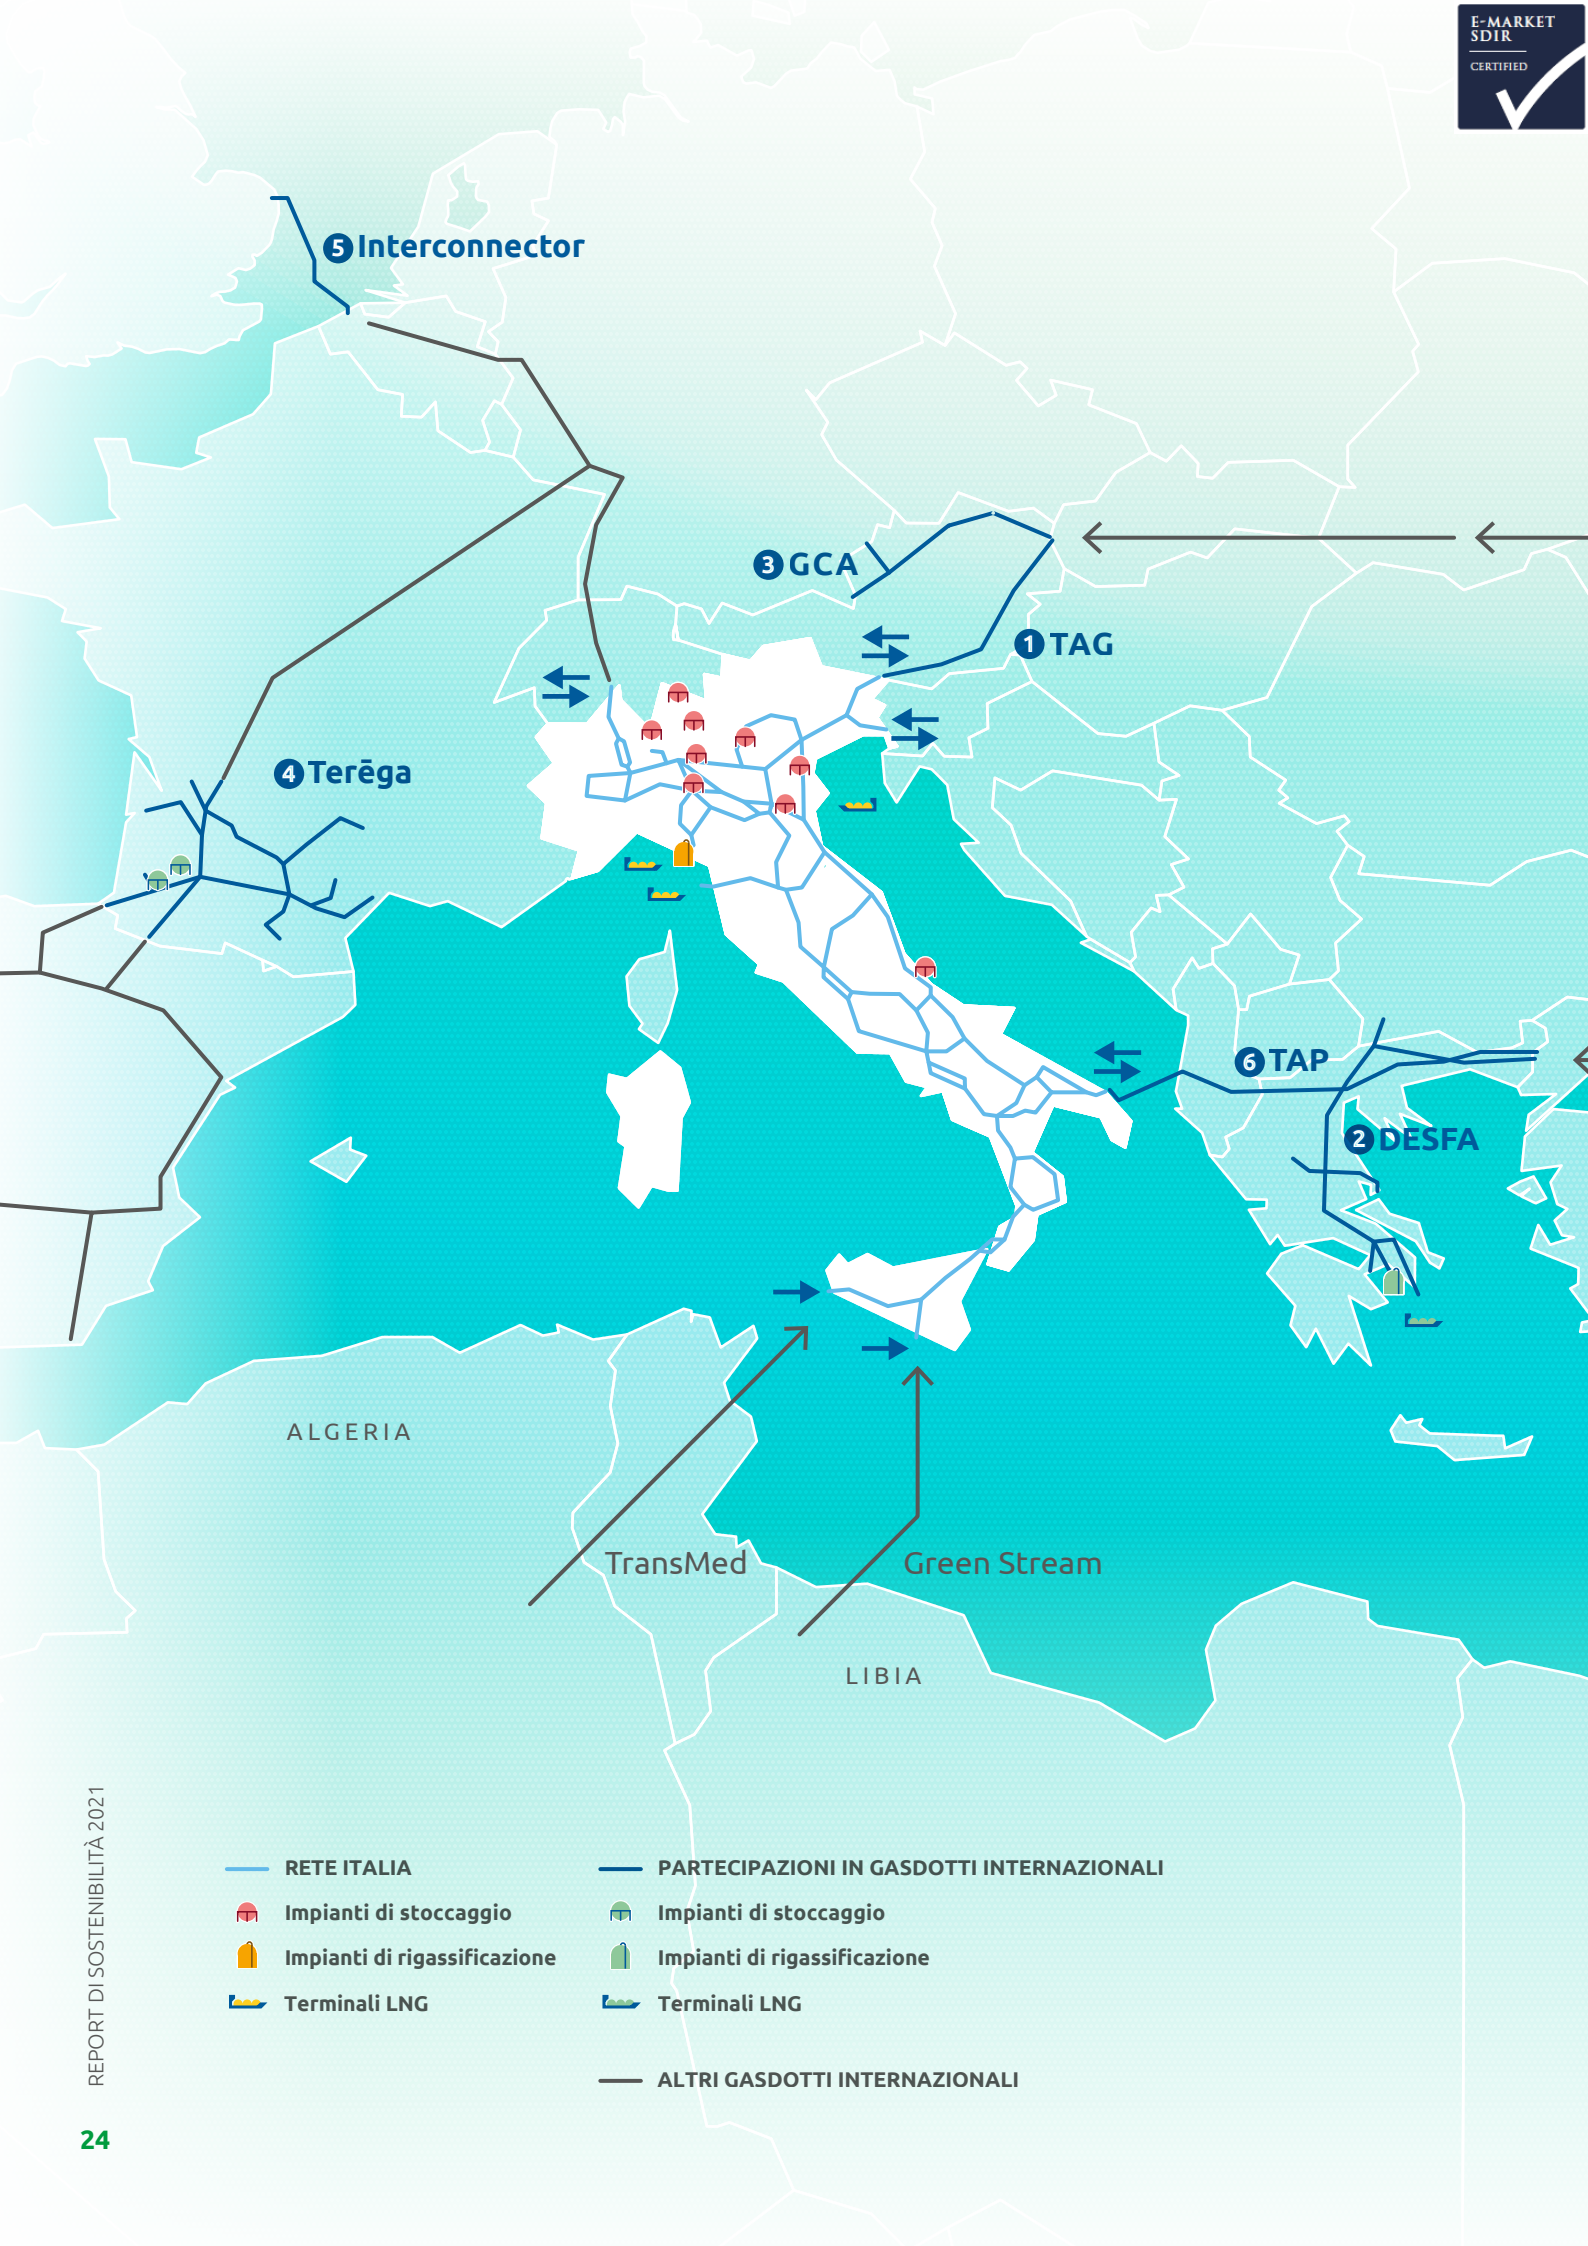 E-MARKET
SDIR
CERTIFIED
5 Interconnector
3 GCA
1 TAG
4 Terēga
6 TAP
2 DESFA
ALGERIA
TransMed
Green Stream
LIBIA
RETE ITALIA
Impianti di stoccaggio
Impianti di rigassificazione
Terminali LNG
PARTECIPAZIONI IN GASDOTTI INTERNAZIONALI
Impianti di stoccaggio
Impianti di rigassificazione
Terminali LNG
ALTRI GASDOTTI INTERNAZIONALI
REPORT DI SOSTENIBILITÀ 2021
24